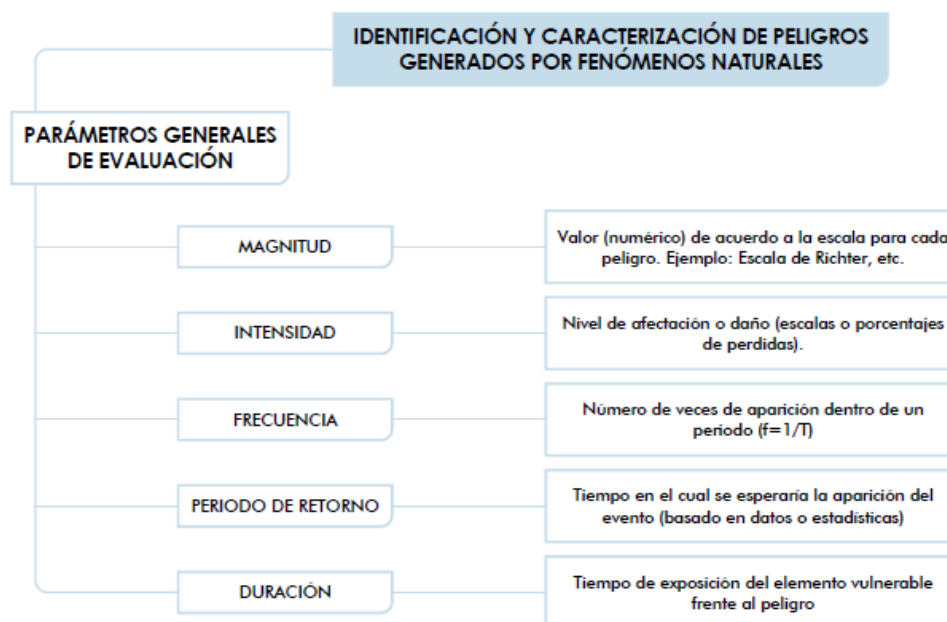 IDENTIFICACIÓN Y CARACTERIZACIÓN DE PELIGROS
GENERADOS POR FENÓMENOS NATURALES
PARÁMETROS GENERALES
DE EVALUACIÓN
MAGNITUD
Valor (numérico) de acuerdo a la escala para cada
peligro. Ejemplo: Escala de Richter, etc.
INTENSIDAD
Nivel de afectación o daño (escalas o porcentajes
de perdidas).
FRECUENCIA
Número de veces de aparición dentro de un
periodo (f=1/T)
PERIODO DE RETORNO
Tiempo en el cual se esperaría la aparición del
evento (basado en datos o estadísticas)
DURACIÓN
Tiempo de exposición del elemento vulnerable
frente al peligro